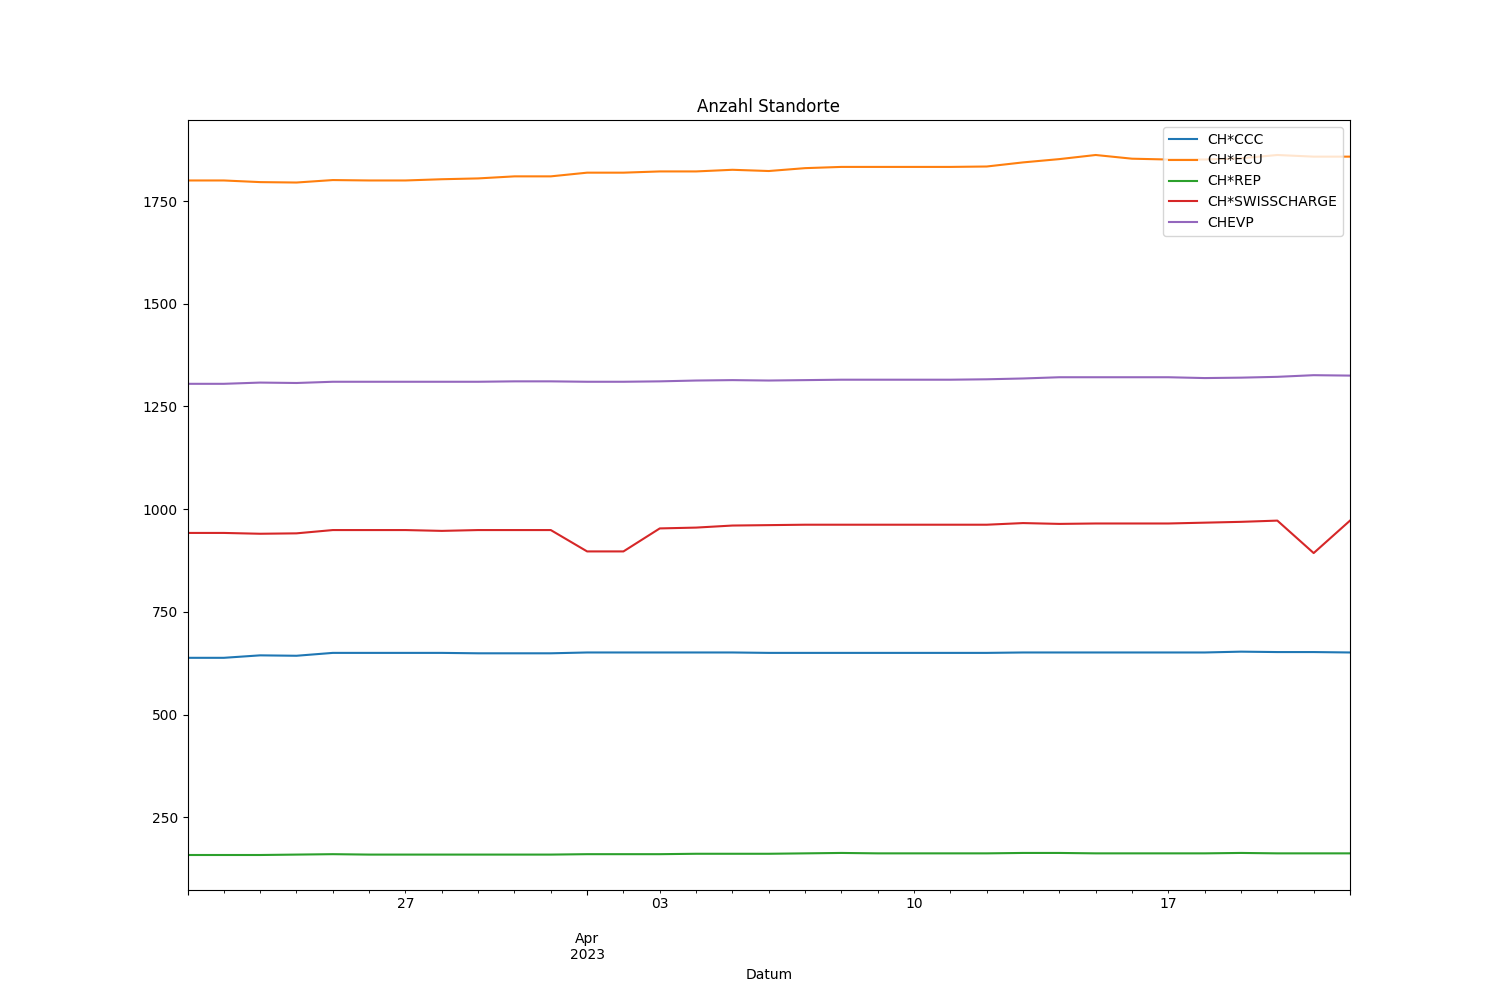 Anzahl Standorte
CH*CCC
CH*ECU
CH*REP
CH*SWISSCHARGE
CHEVP
1750
1500
1250
1000
750
500
250
27
03
10
17
Apr
2023
Datum